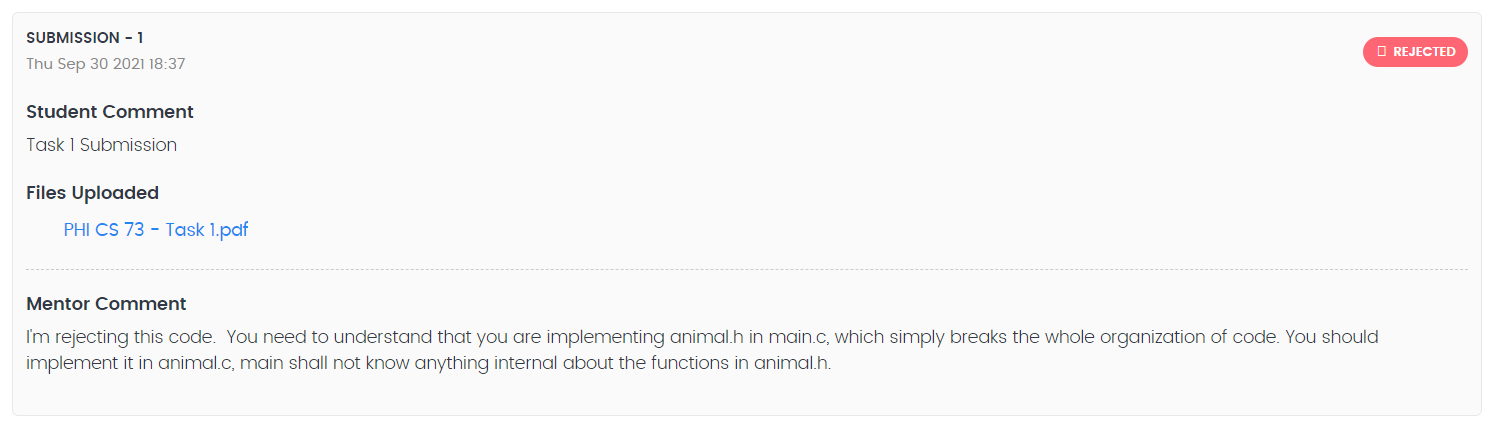 SUBMISSION - 1
Thu Sep 30 2021 18:37
REJECTED
Student Comment
Task 1 Submission
Files Uploaded
PHI CS 73 - Task 1.pdf
Mentor Comment
I'm rejecting this code.  You need to understand that you are implementing animal.h in main.c, which simply breaks the whole organization of code. You should
implement it in animal.c, main shall not know anything internal about the functions in animal.h.